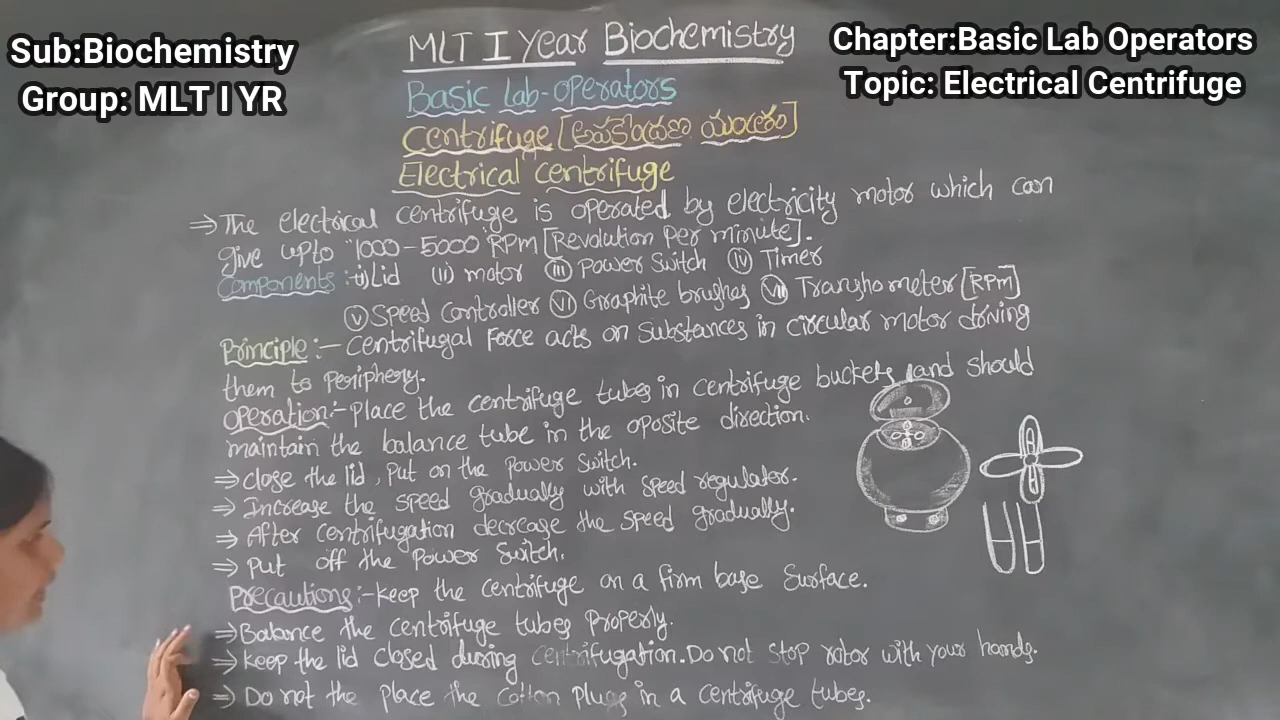 Sub:Biochemistry
Group: MLT I YR
Chapter:Basic Lab Operators
Topic: Electrical Centrifuge
MLT I Year Biochemistry
Basic Lab-operators
Centrifuge [అపకేంద్రణ యంత్రం]
Electrical centrifuge
⇒ The electrical centrifuge is operated by electricity motor which can
give upto 1000-5000 RPm [Revolution Per minute].
Components :- i) Lid (ii) motor (iii) Power Switch (iv) Timer
(v) Speed Controller (VI) Graphite brushes (VII) [RPm]
Principle :- Centrifugal Force acts on Substances in circular motor driving
them to Periphery.
Operation:- Place the centrifuge tubes in centrifuge buckets and should
maintain the balance tube in the oposite direction.
⇒ Close the lid, Put on the Power Switch.
⇒ Increase the speed gradually with speed regulater.
⇒ After centrifugation decrease the speed gradually.
⇒ Put off the Power Switch.
Precautions :- Keep the centrifuge on a firm base Surface.
⇒ Balance the centrifuge tubes Properly.
⇒ Keep the lid closed during centrifugation. Do not stop rotor with your hands.
⇒ Do not the place the cotton plugs in a centrifuge tubes.